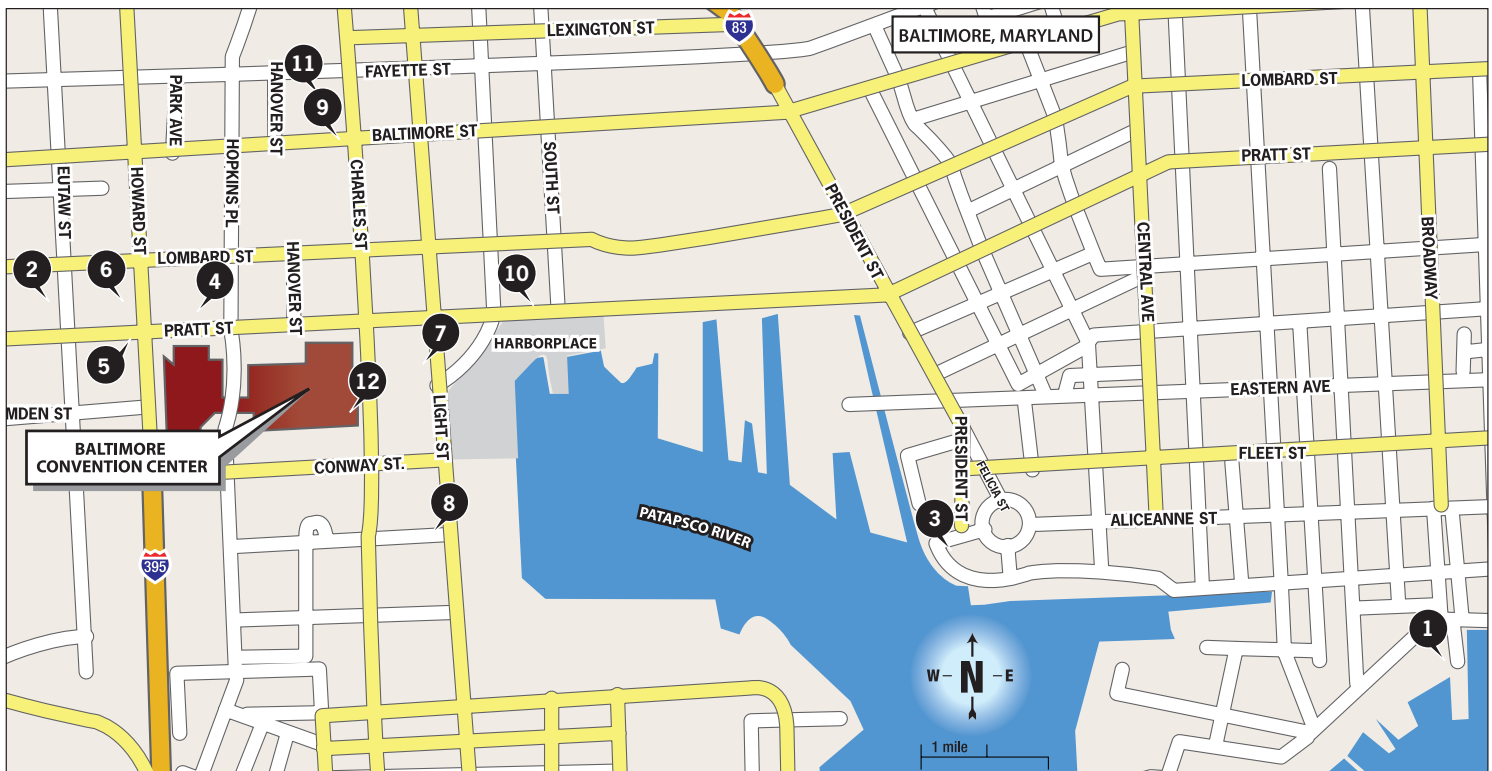 83
LEXINGTON ST
BALTIMORE, MARYLAND
11
FAYETTE ST
LOMBARD ST
PARK AVE
HANOVER ST
9
BALTIMORE ST
PRATT ST
EUTAW ST
HOWARD ST
HOPKINS PL
CHARLES ST
SOUTH ST
PRESIDENT ST
CENTRAL AVE
BROADWAY
2
6
LOMBARD ST
4
HANOVER ST
10
PRATT ST
7
HARBORPLACE
5
12
EASTERN AVE
MDEN ST
LIGHT ST
BALTIMORE
CONVENTION CENTER
CONWAY ST.
PRESIDENT ST
FELICIA ST
FLEET ST
8
PATAPSCO RIVER
3
ALICEANNE ST
395
1
W N E
1 mile